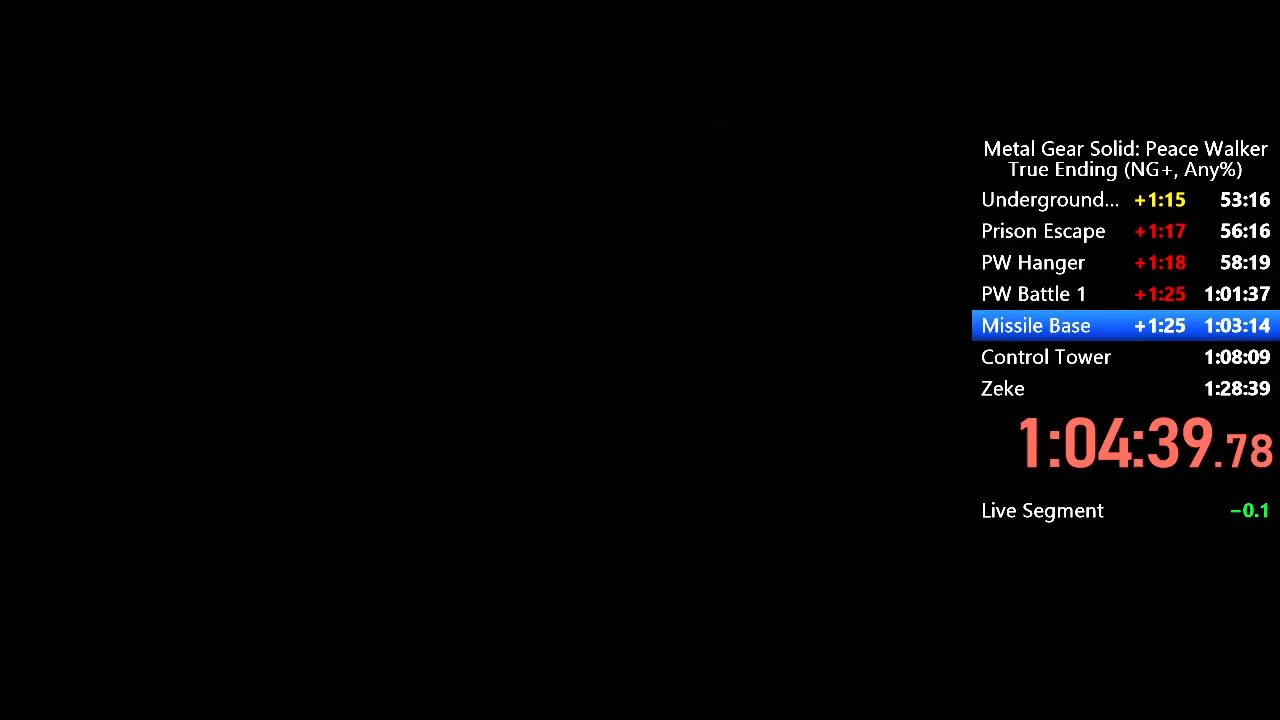 Metal Gear Solid: Peace Walker
True Ending (NG+, Any%)
Underground... +1:15 53:16
Prison Escape +1:17 56:16
PW Hanger +1:18 58:19
PW Battle 1 +1:25 1:01:37
Missile Base +1:25 1:03:14
Control Tower 1:08:09
Zeke 1:28:39
1:04:39.78
Live Segment −0.1